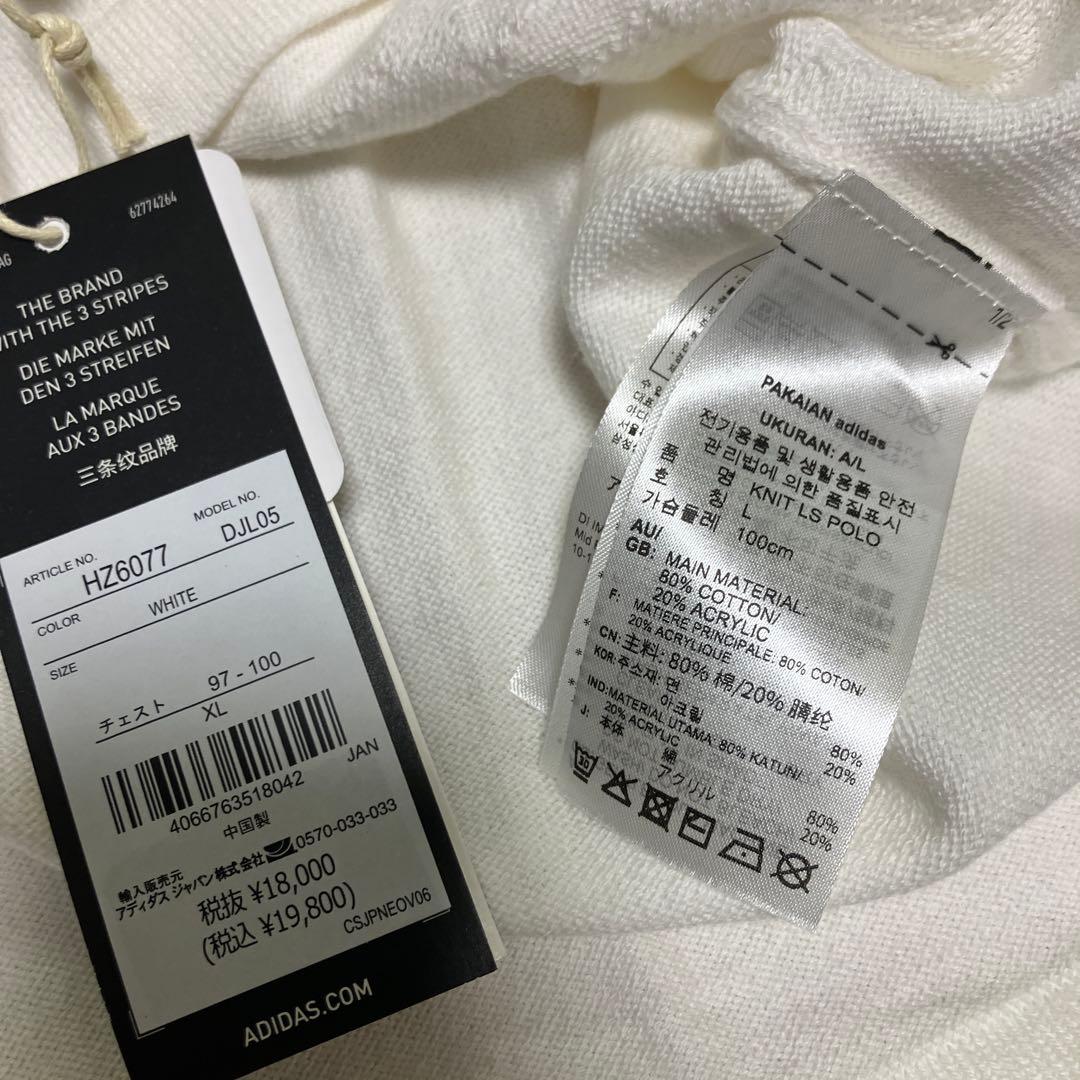 62774264
THE BRAND
WITH THE 3 STRIPES
DIE MARKE MIT
DEN 3 STREIFEN
LA MARQUE
AUX 3 BANDES
三条纹品牌
ARTICLE NO. MODEL NO.
HZ6077 DJL05
COLOR
WHITE
SIZE
チェスト 97 - 100
XL
JAN
4066763518042
中国製
輸入販売元
アディダス ジャパン株式会社 0570-033-033
税抜 ¥18,000
(税込 ¥19,800)
CSJPNEOV06
ADIDAS.COM
1/2
PAKAIAN adidas
UKURAN: A/L
전기용품 및 생활용품 안전
관리법에 의한 품질표시
품 명 KNIT LS POLO
호 칭 L
가슴둘레 100cm
AU/
GB: MAIN MATERIAL:
80% COTTON/
20% ACRYLIC
F: MATIERE PRINCIPALE: 80% COTON/
20% ACRYLIQUE
CN: 主料: 80% 棉/20% 腈纶
KOR: 주소재: 면 80%
아크릴 20%
IND: MATERIAL UTAMA: 80% KATUN/
20% ACRYLIC
J: 本体 綿 80%
アクリル 20%
30